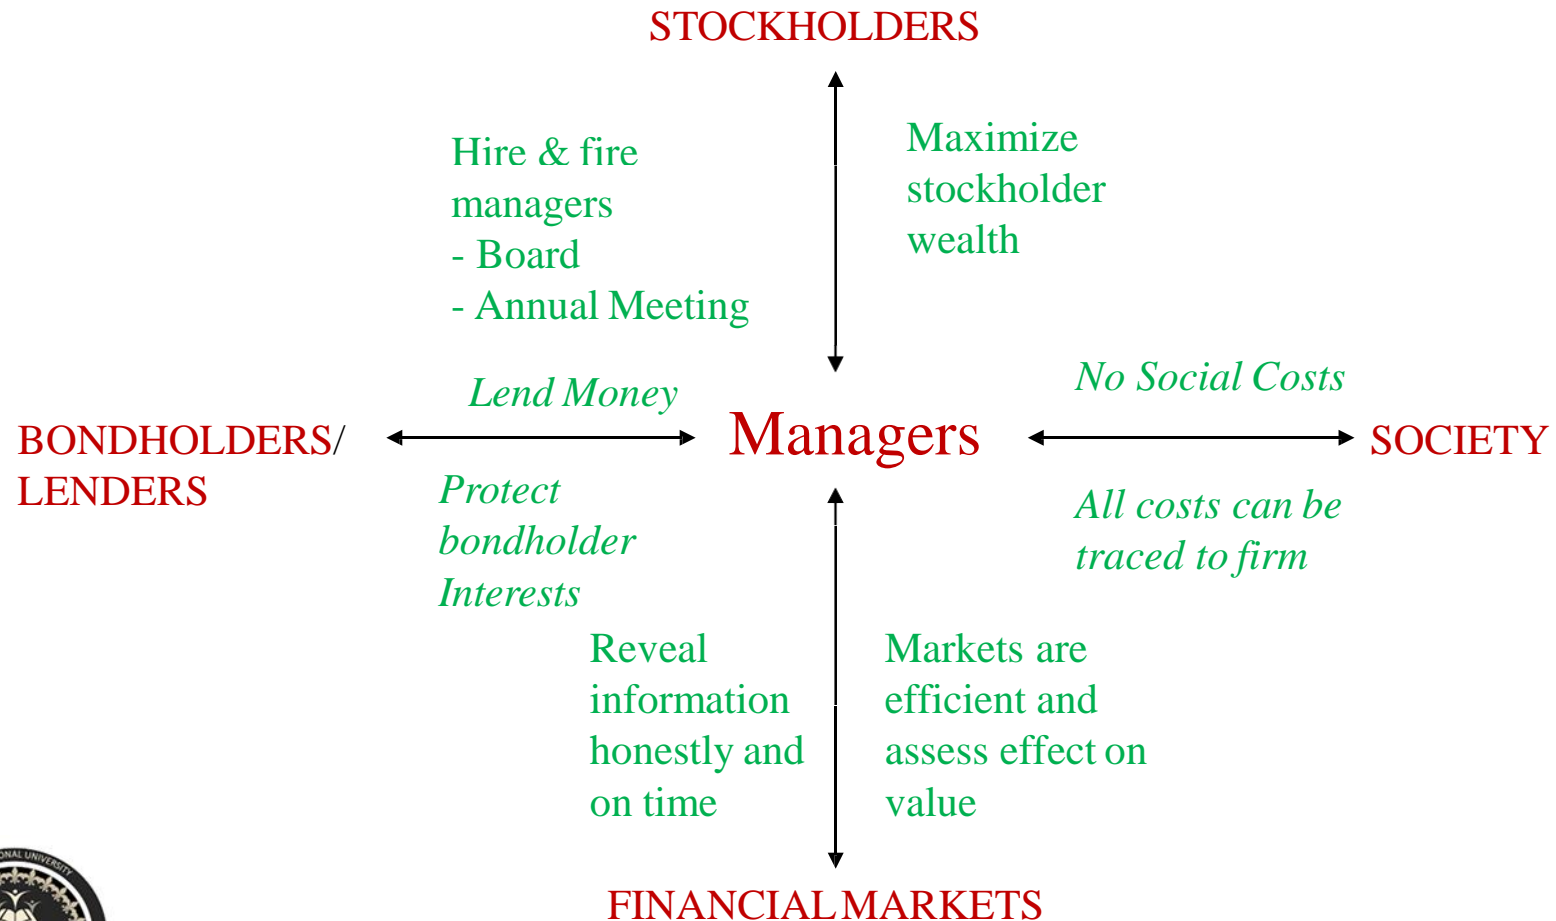 STOCKHOLDERS
Hire & fire
managers
- Board
- Annual Meeting
Maximize
stockholder
wealth
Lend Money
No Social Costs
BONDHOLDERS/
LENDERS
Managers
SOCIETY
Protect
bondholder
Interests
All costs can be
traced to firm
Reveal
information
honestly and
on time
Markets are
efficient and
assess effect on
value
FINANCIAL MARKETS
UNIVERSITY